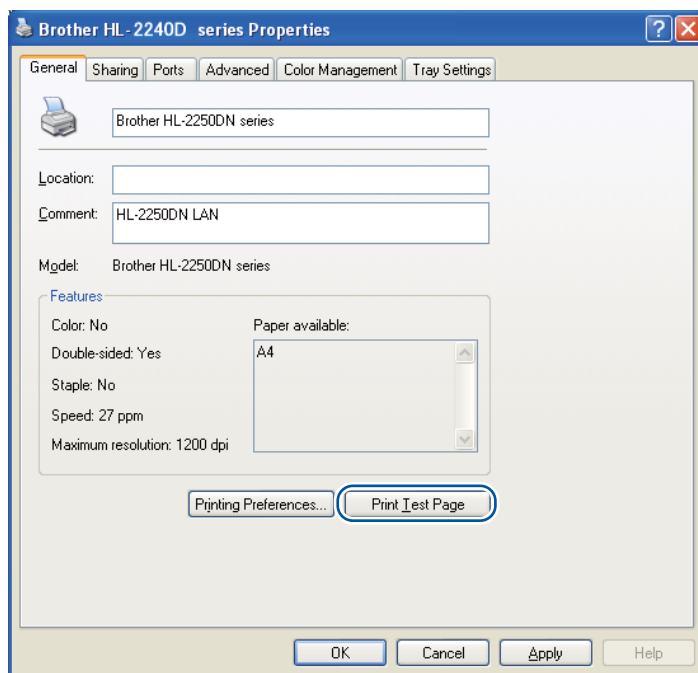 Brother HL-2240D series Properties
General Sharing Ports Advanced Color Management Tray Settings
Brother HL-2250DN series
Location:
Comment: HL-2250DN LAN
Model: Brother HL-2250DN series
Features
Color: No Paper available:
Double-sided: Yes A4
Staple: No
Speed: 27 ppm
Maximum resolution: 1200 dpi
Printing Preferences... Print Test Page
OK Cancel Apply Help